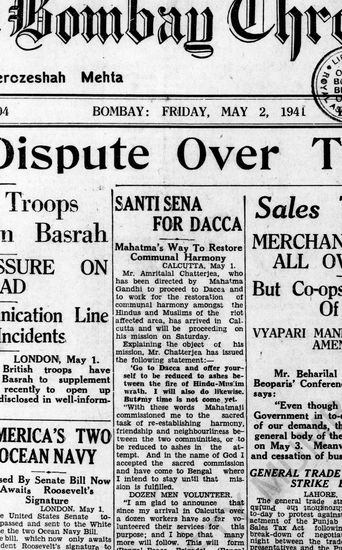 Bombay Chro
erozeshah Mehta
04
BOMBAY: FRIDAY, MAY 2, 1941
Dispute Over T
Troops
n Basrah
SSURE ON
AD
nication Line
Incidents
LONDON, May 1.
British troops have
Basrah to supplement
recently to open up
disclosed in well-inform-
MERICA'S TWO
OCEAN NAVY
sed By Senate Bill Now
Awaits Roosevelt's
Signature
LONDON, May 1.
The United States Senate
passed and sent to the White
e two Ocean Navy Bill.
e bill, which now only awaits
dent Roosevelt's signature to
SANTI SENA
FOR DACCA
Mahatma's Way To Restore
Communal Harmony
CALCUTTA, May 1.
Mr. Amritalal Chatterjee, who
has been directed by Mahatma
Gandhi to proceed to Dacca and
to work for the restoration of
communal harmony amongst the
Hindus and Muslims of the riot
affected area, has arrived in Cal-
cutta and will be proceeding on
his mission on Saturday.
Explaining the object of his
mission, Mr. Chatterjee has issued
the following statement:—
'Go to Dacca and offer your-
self to be reduced to ashes be-
tween the fire of Hindu-Muslim
wrath. I will also do likewise.
But my time is not come yet.
"With these words Mahatmaji
commissioned me to the sacred
task of re-establishing harmony,
friendship and neighbourliness be-
tween the two communities, or to
be reduced to ashes in the at-
tempt. And in the name of God I
accepted the sacred commission
and have come to Bengal where
I intend to stay until that mis-
sion is fulfilled.
DOZEN MEN VOLUNTEER.
"I am glad to announce that
since my arrival in Calcutta over
a dozen workers have so far vo-
lunteered their services for this
purpose; and I hope that many
more will follow. This will form
Sales T
MERCHAN
ALL OV
But Co-ops
Of
VYAPARI MAN
AMEN
Mr. Beharilal
Beoparis' Conferen
says:
"Even though
Government in to-
of our demands, th
general body of the
on May 3. Meanw
and cessation of bus
GENERAL TRADE
STRIKE
LAHORE,
The general trade str
actment of the Punjab
Sales Tax Act following
break-down of negotiat
night between the trade
presentatives and the P